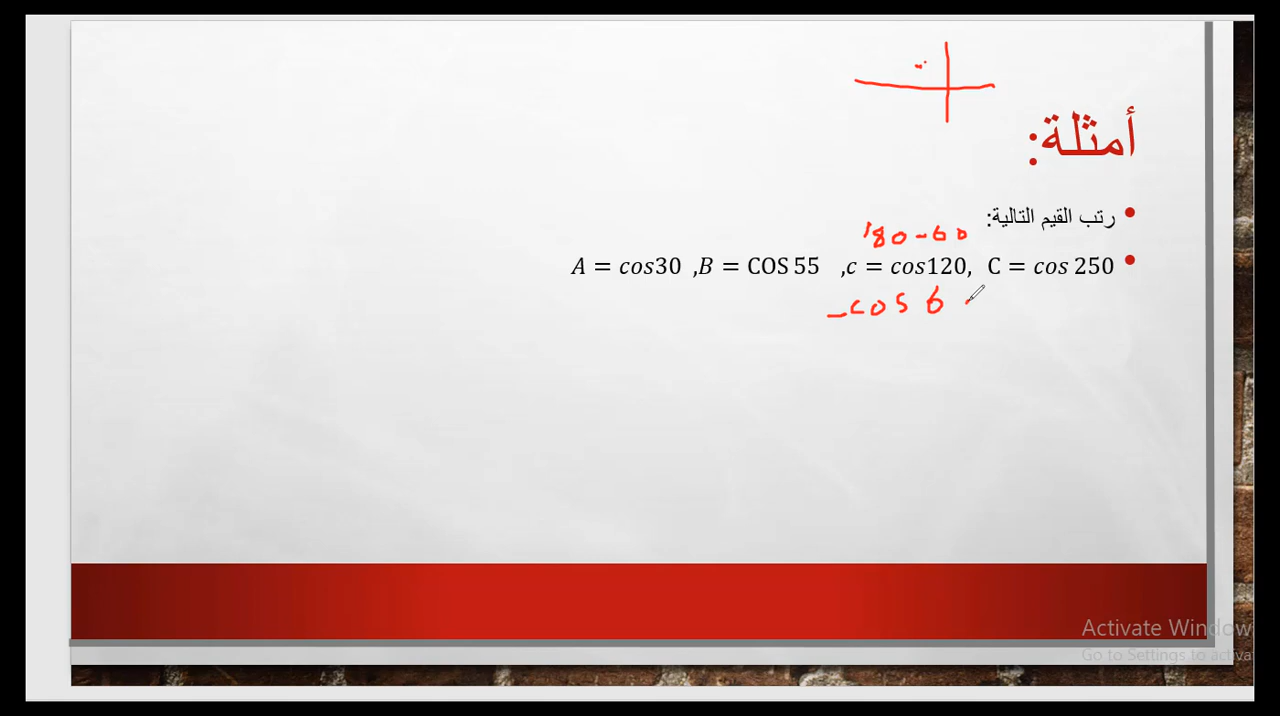 أمثلة:
رتب القيم التالية:
180-60
A = cos30 ,B = COS 55 ,c = cos120, C = cos 250
-cos 6
Activate Window
Go to Settings to activa